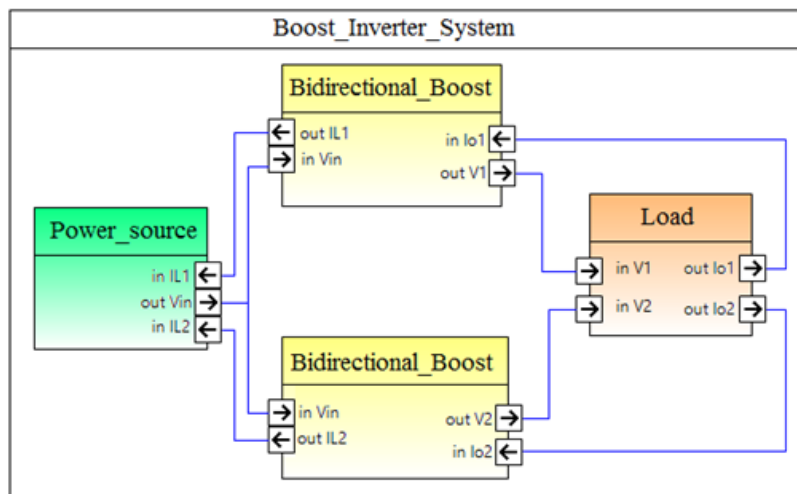 Boost_Inverter_System
Bidirectional_Boost
out IL1
in Vin
in Io1
out V1
Power_source
in IL1
out Vin
in IL2
Load
in V1
out Io1
in V2
out Io2
Bidirectional_Boost
in Vin
out IL2
out V2
in Io2